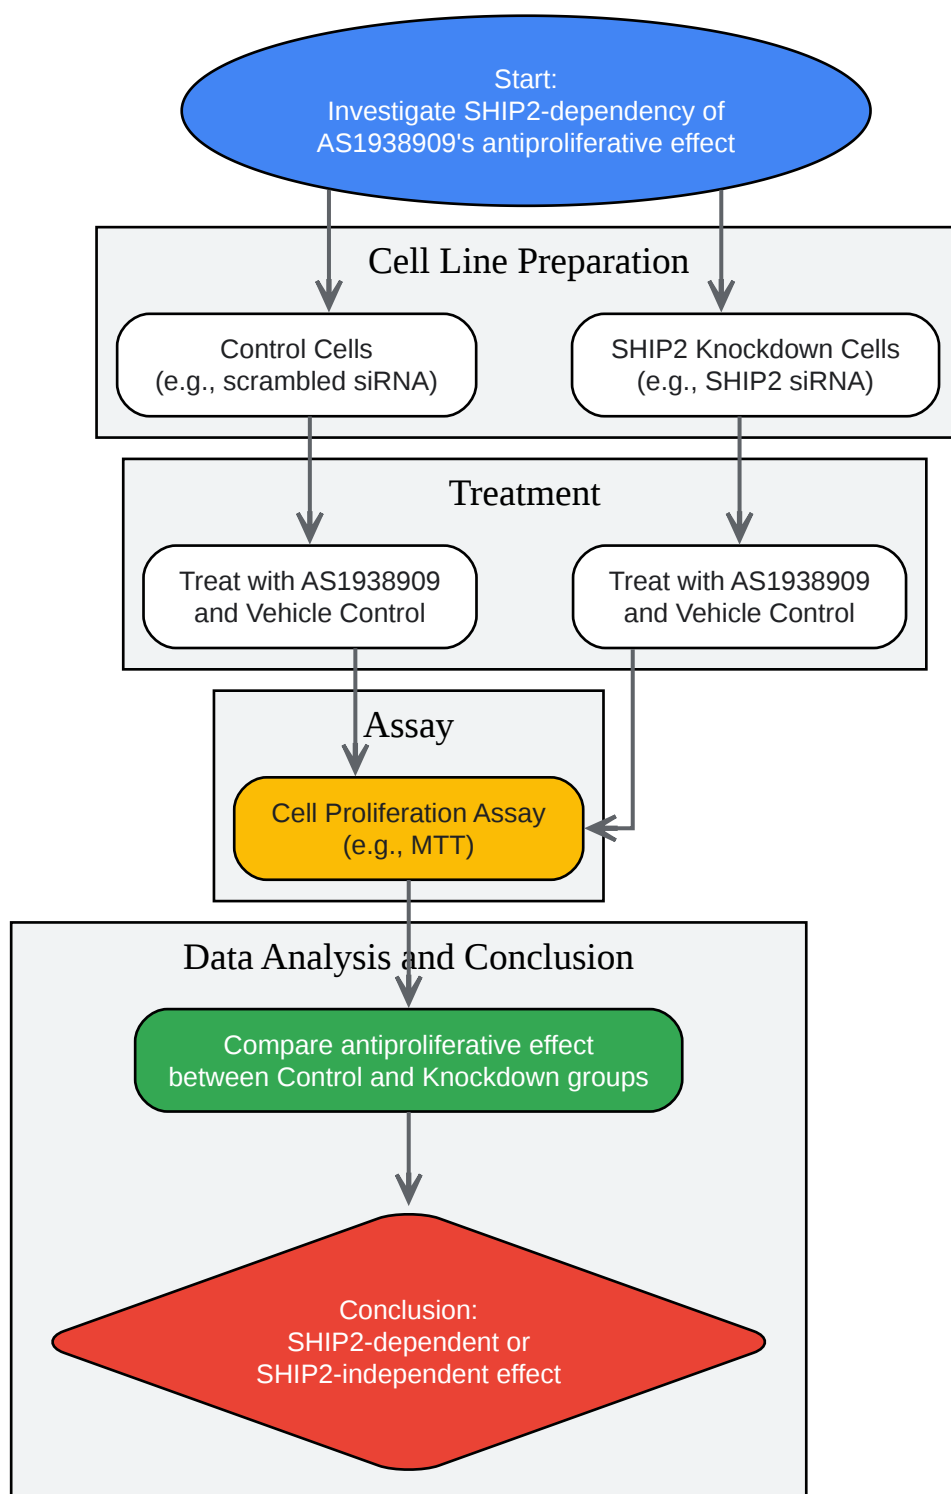 Start:
Investigate SHIP2-dependency of
AS1938909's antiproliferative effect
Cell Line Preparation
Control Cells
(e.g., scrambled siRNA)
SHIP2 Knockdown Cells
(e.g., SHIP2 siRNA)
Treatment
Treat with AS1938909
and Vehicle Control
Treat with AS1938909
and Vehicle Control
Assay
Cell Proliferation Assay
(e.g., MTT)
Data Analysis and Conclusion
Compare antiproliferative effect
between Control and Knockdown groups
Conclusion:
SHIP2-dependent or
SHIP2-independent effect